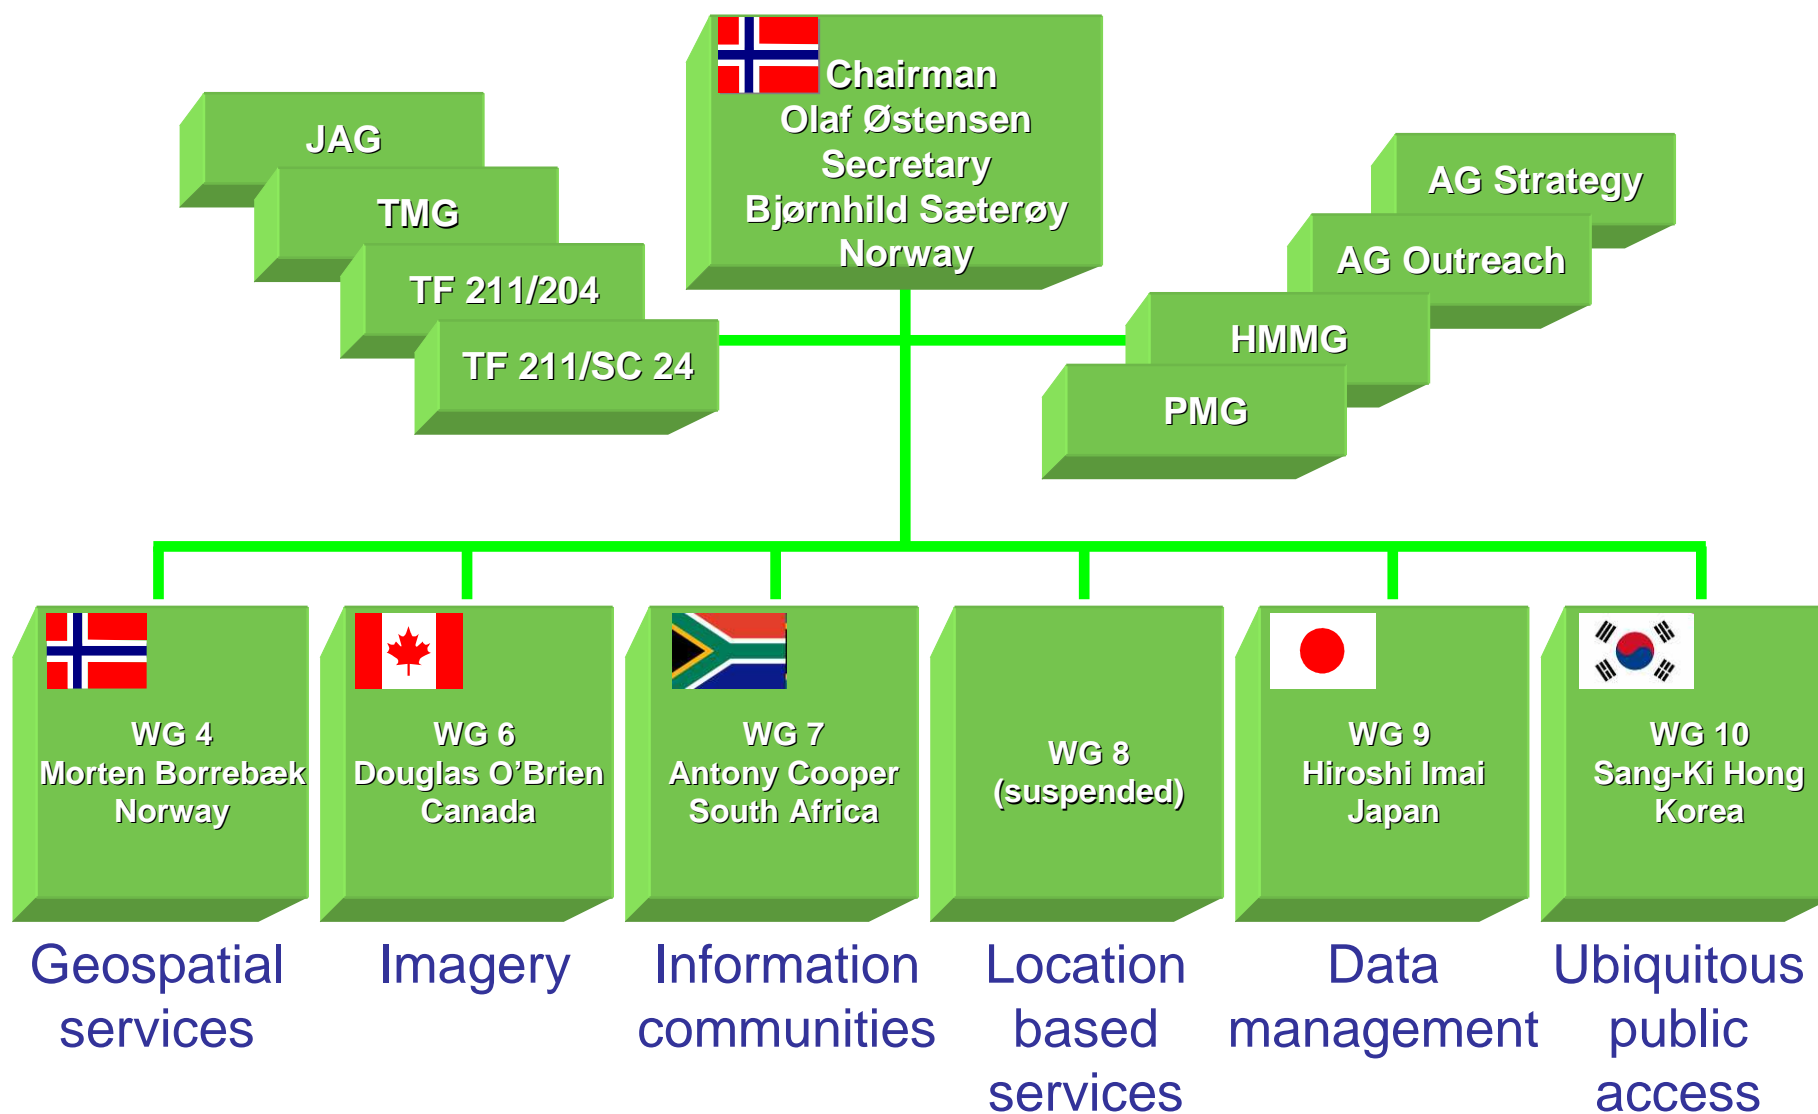 Chairman
Olaf Østensen
Secretary
Bjørnhild Sæterøy
Norway
JAG
TMG
TF 211/204
TF 211/SC 24
AG Strategy
AG Outreach
HMMG
PMG
WG 4
Morten Borrebæk
Norway
Geospatial
services
WG 6
Douglas O’Brien
Canada
Imagery
WG 7
Antony Cooper
South Africa
Information
communities
WG 8
(suspended)
Location
based
services
WG 9
Hiroshi Imai
Japan
Data
management
WG 10
Sang-Ki Hong
Korea
Ubiquitous
public
access